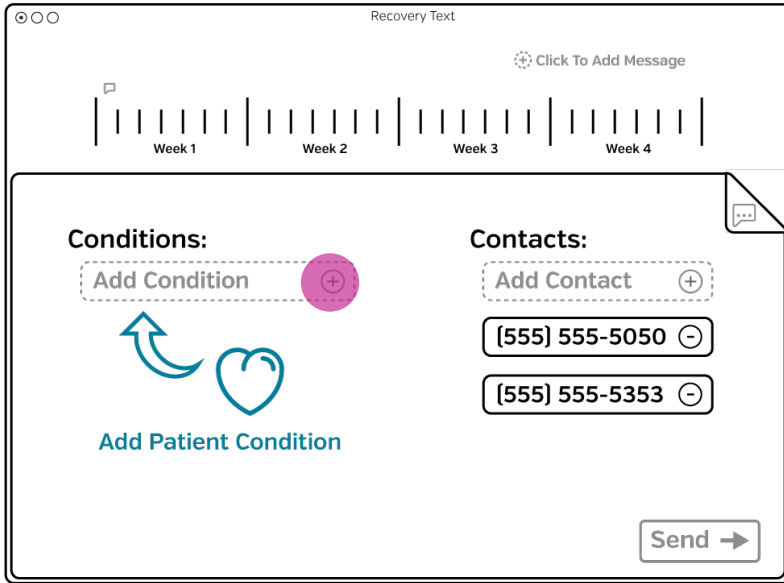 Recovery Text
Click To Add Message
Week 1
Week 2
Week 3
Week 4
Conditions:
Add Condition
Add Patient Condition
Contacts:
Add Contact
(555) 555-5050
(555) 555-5353
Send